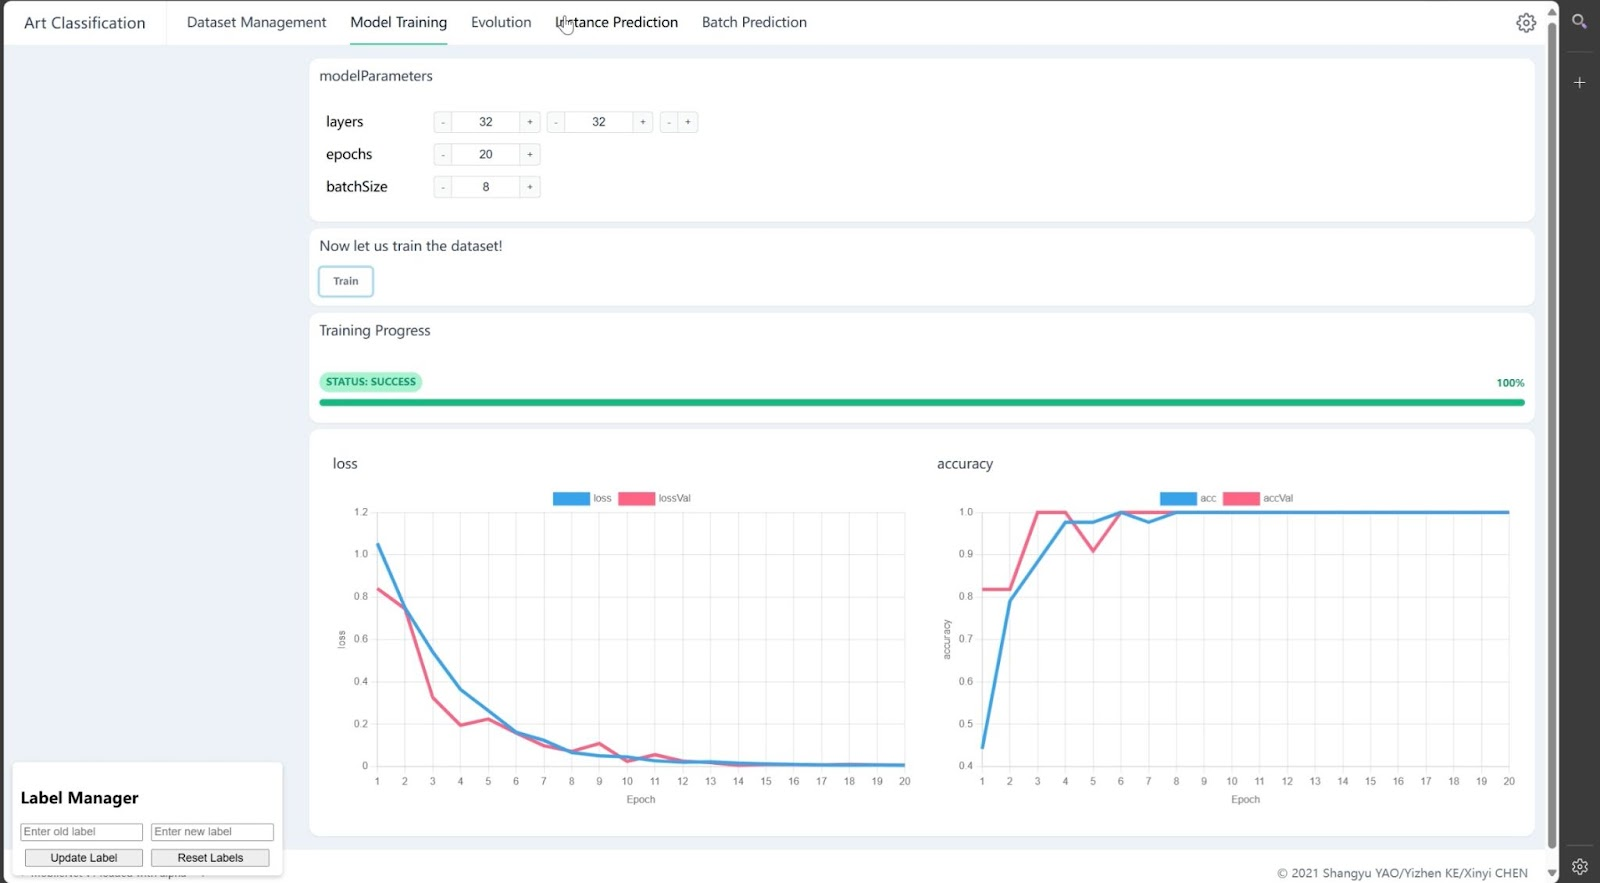 Art Classification Dataset Management Model Training Evolution Instance Prediction Batch Prediction
modelParameters
layers - 32 + - 32 + - +
epochs - 20 +
batchSize - 8 +
Now let us train the dataset!
Train
Training Progress
STATUS: SUCCESS 100%
loss
loss lossVal
1.2
1.0
0.8
0.6
0.4
0.2
0
loss
1 2 3 4 5 6 7 8 9 10 11 12 13 14 15 16 17 18 19 20
Epoch
accuracy
acc accVal
1.0
0.9
0.8
0.7
0.6
0.5
0.4
accuracy
1 2 3 4 5 6 7 8 9 10 11 12 13 14 15 16 17 18 19 20
Epoch
Label Manager
Enter old label Enter new label
Update Label Reset Labels
© 2021 Shangyu YAO/Yizhen KE/Xinyi CHEN